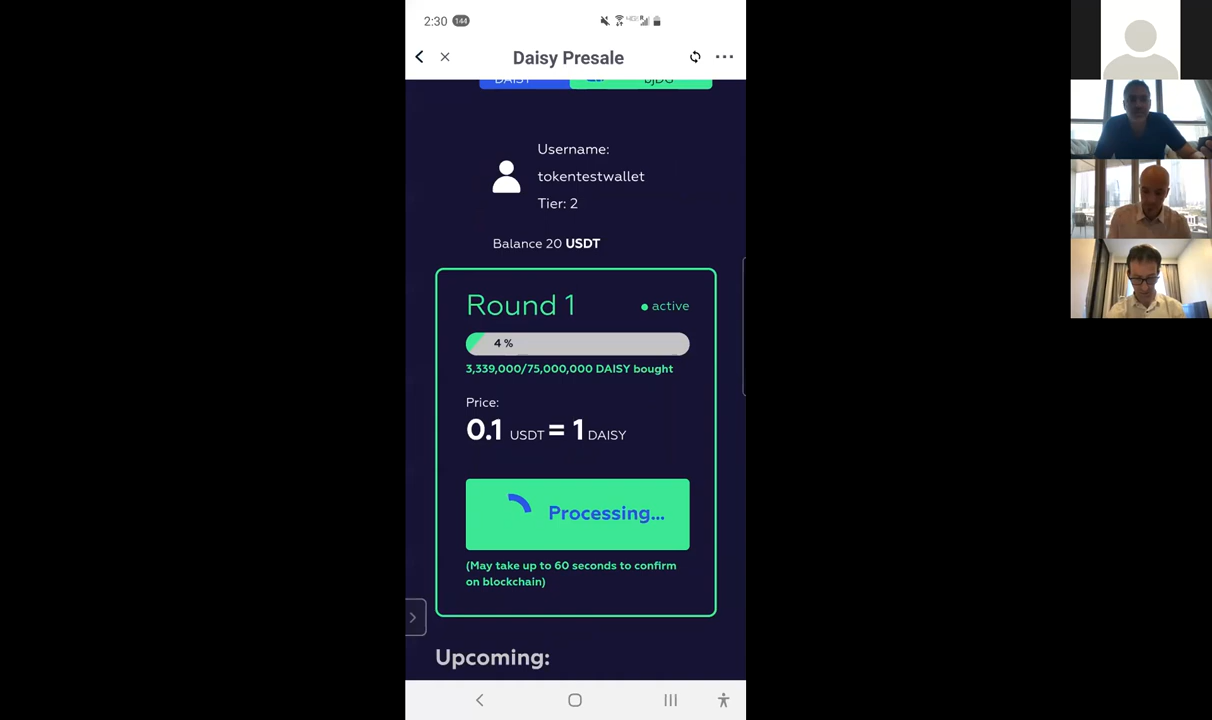 2:30 144
Daisy Presale
DAISY
Username:
tokentestwallet
Tier: 2
Balance 20 USDT
Round 1
active
4 %
3,339,000/75,000,000 DAISY bought
Price:
0.1 USDT = 1 DAISY
Processing...
(May take up to 60 seconds to confirm
on blockchain)
Upcoming: